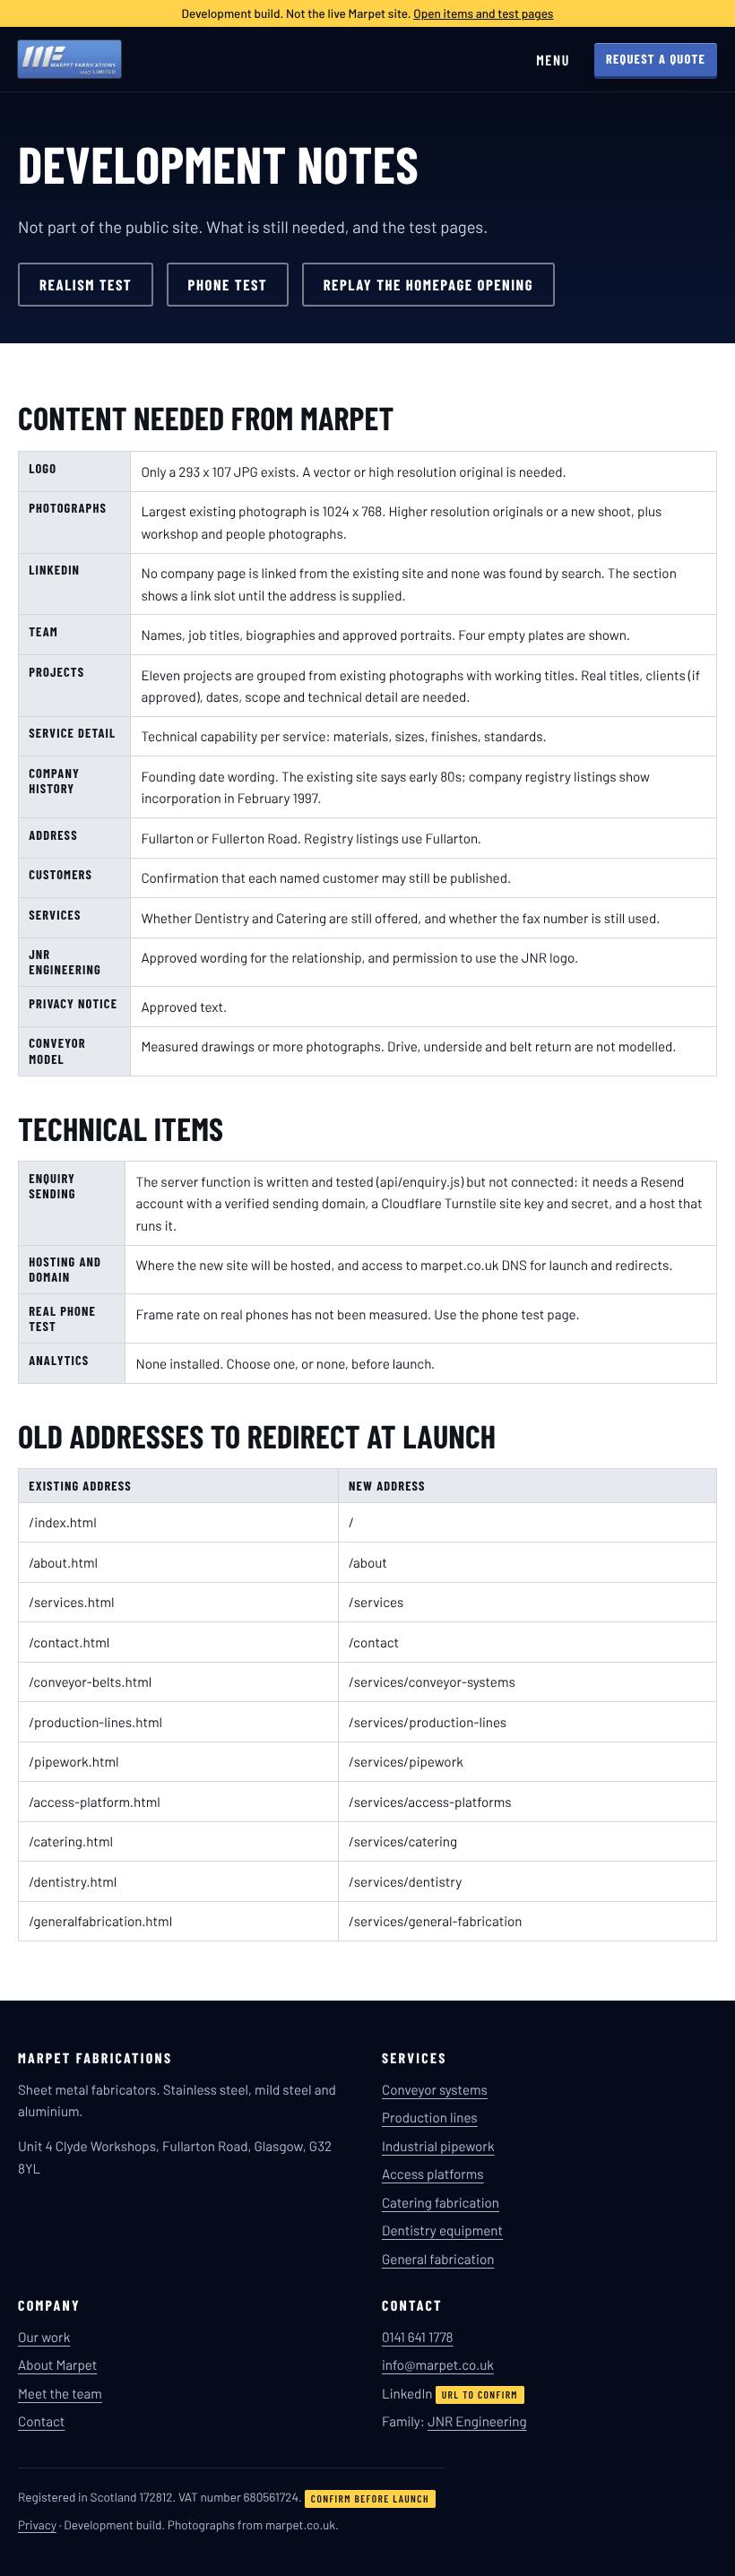 Development build. Not the live Marpet site. Open items and test pages
MF MARPET FABRICATIONS
1997 LIMITED
MENU
REQUEST A QUOTE
DEVELOPMENT NOTES
Not part of the public site. What is still needed, and the test pages.
REALISM TEST
PHONE TEST
REPLAY THE HOMEPAGE OPENING
CONTENT NEEDED FROM MARPET
LOGO
Only a 293 x 107 JPG exists. A vector or high resolution original is needed.
PHOTOGRAPHS
Largest existing photograph is 1024 x 768. Higher resolution originals or a new shoot, plus
workshop and people photographs.
LINKEDIN
No company page is linked from the existing site and none was found by search. The section
shows a link slot until the address is supplied.
TEAM
Names, job titles, biographies and approved portraits. Four empty plates are shown.
PROJECTS
Eleven projects are grouped from existing photographs with working titles. Real titles, clients (if
approved), dates, scope and technical detail are needed.
SERVICE DETAIL
Technical capability per service: materials, sizes, finishes, standards.
COMPANY
HISTORY
Founding date wording. The existing site says early 80s; company registry listings show
incorporation in February 1997.
ADDRESS
Fullarton or Fullerton Road. Registry listings use Fullarton.
CUSTOMERS
Confirmation that each named customer may still be published.
SERVICES
Whether Dentistry and Catering are still offered, and whether the fax number is still used.
JNR
ENGINEERING
Approved wording for the relationship, and permission to use the JNR logo.
PRIVACY NOTICE
Approved text.
CONVEYOR
MODEL
Measured drawings or more photographs. Drive, underside and belt return are not modelled.
TECHNICAL ITEMS
ENQUIRY
SENDING
The server function is written and tested (api/enquiry.js) but not connected: it needs a Resend
account with a verified sending domain, a Cloudflare Turnstile site key and secret, and a host that
runs it.
HOSTING AND
DOMAIN
Where the new site will be hosted, and access to marpet.co.uk DNS for launch and redirects.
REAL PHONE
TEST
Frame rate on real phones has not been measured. Use the phone test page.
ANALYTICS
None installed. Choose one, or none, before launch.
OLD ADDRESSES TO REDIRECT AT LAUNCH
EXISTING ADDRESS
NEW ADDRESS
/index.html
/
/about.html
/about
/services.html
/services
/contact.html
/contact
/conveyor-belts.html
/services/conveyor-systems
/production-lines.html
/services/production-lines
/pipework.html
/services/pipework
/access-platform.html
/services/access-platforms
/catering.html
/services/catering
/dentistry.html
/services/dentistry
/generalfabrication.html
/services/general-fabrication
MARPET FABRICATIONS
Sheet metal fabricators. Stainless steel, mild steel and
aluminium.
Unit 4 Clyde Workshops, Fullarton Road, Glasgow, G32
8YL
SERVICES
Conveyor systems
Production lines
Industrial pipework
Access platforms
Catering fabrication
Dentistry equipment
General fabrication
COMPANY
Our work
About Marpet
Meet the team
Contact
CONTACT
0141 641 1778
info@marpet.co.uk
LinkedIn URL TO CONFIRM
Family: JNR Engineering
Registered in Scotland 172812. VAT number 680561724. CONFIRM BEFORE LAUNCH
Privacy · Development build. Photographs from marpet.co.uk.